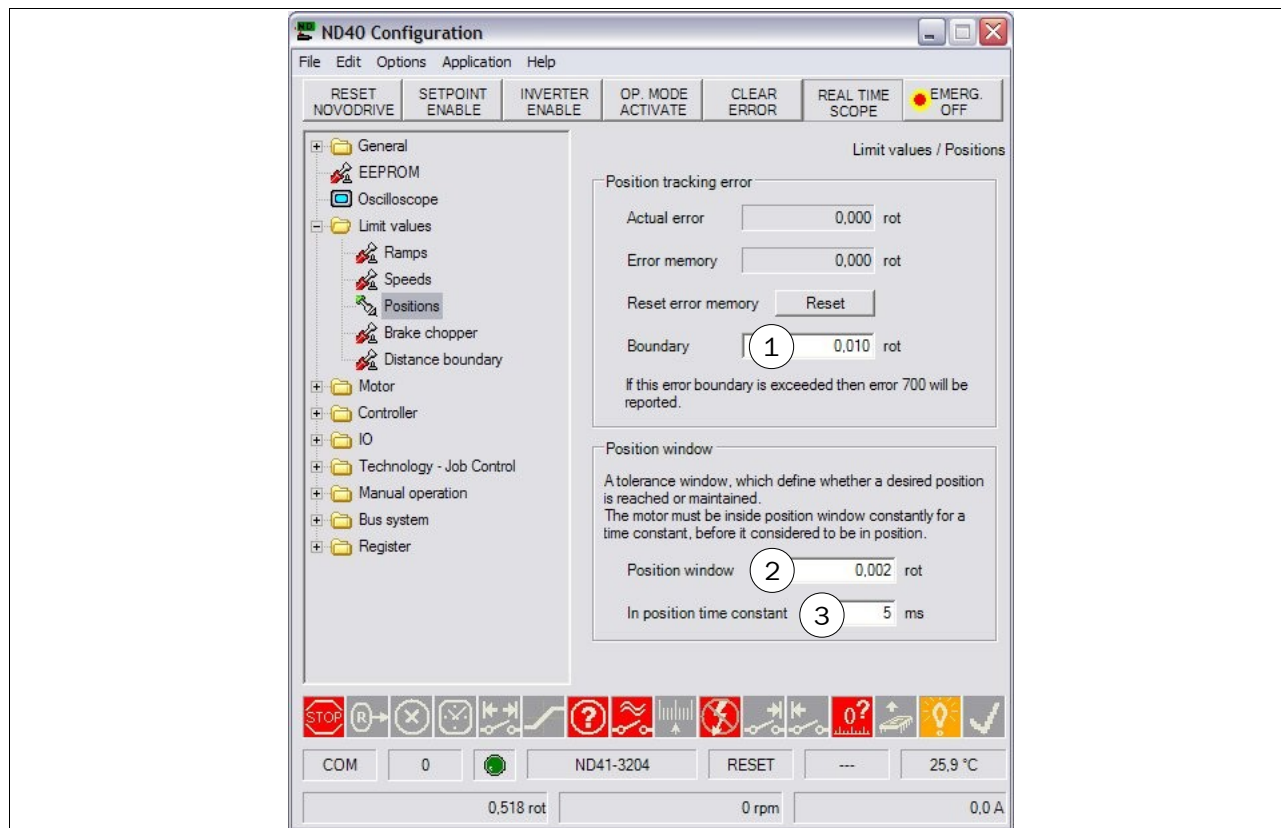 ND40 Configuration
File Edit Options Application Help
RESET NOVODRIVE
SETPOINT ENABLE
INVERTER ENABLE
OP. MODE ACTIVATE
CLEAR ERROR
REAL TIME SCOPE
EMERG. OFF
General
EEPROM
Oscilloscope
Limit values
Ramps
Speeds
Positions
Brake chopper
Distance boundary
Motor
Controller
IO
Technology - Job Control
Manual operation
Bus system
Register
Limit values / Positions
Position tracking error
Actual error 0,000 rot
Error memory 0,000 rot
Reset error memory Reset
Boundary 1 0,010 rot
If this error boundary is exceeded then error 700 will be
reported.
Position window
A tolerance window, which define whether a desired position
is reached or maintained.
The motor must be inside position window constantly for a
time constant, before it considered to be in position.
Position window 2 0,002 rot
In position time constant 3 5 ms
STOP R ? 0?
COM 0 ND41-3204 RESET --- 25,9 °C
0,518 rot 0 rpm 0,0 A